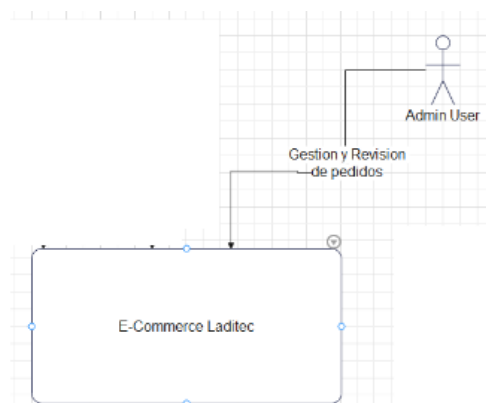 Admin User
Gestion y Revision
de pedidos
E-Commerce Laditec